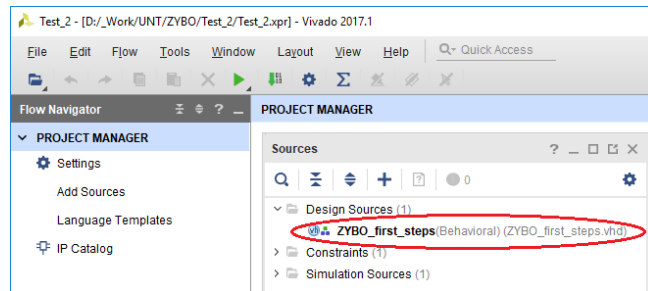 Test_2 - [D:/_Work/UNT/ZYBO/Test_2/Test_2.xpr] - Vivado 2017.1
File Edit Flow Tools Window Layout View Help Quick Access
Flow Navigator
PROJECT MANAGER
PROJECT MANAGER
Settings
Add Sources
Language Templates
IP Catalog
Sources
0
Design Sources (1)
ZYBO_first_steps(Behavioral) (ZYBO_first_steps.vhd)
Constraints (1)
Simulation Sources (1)